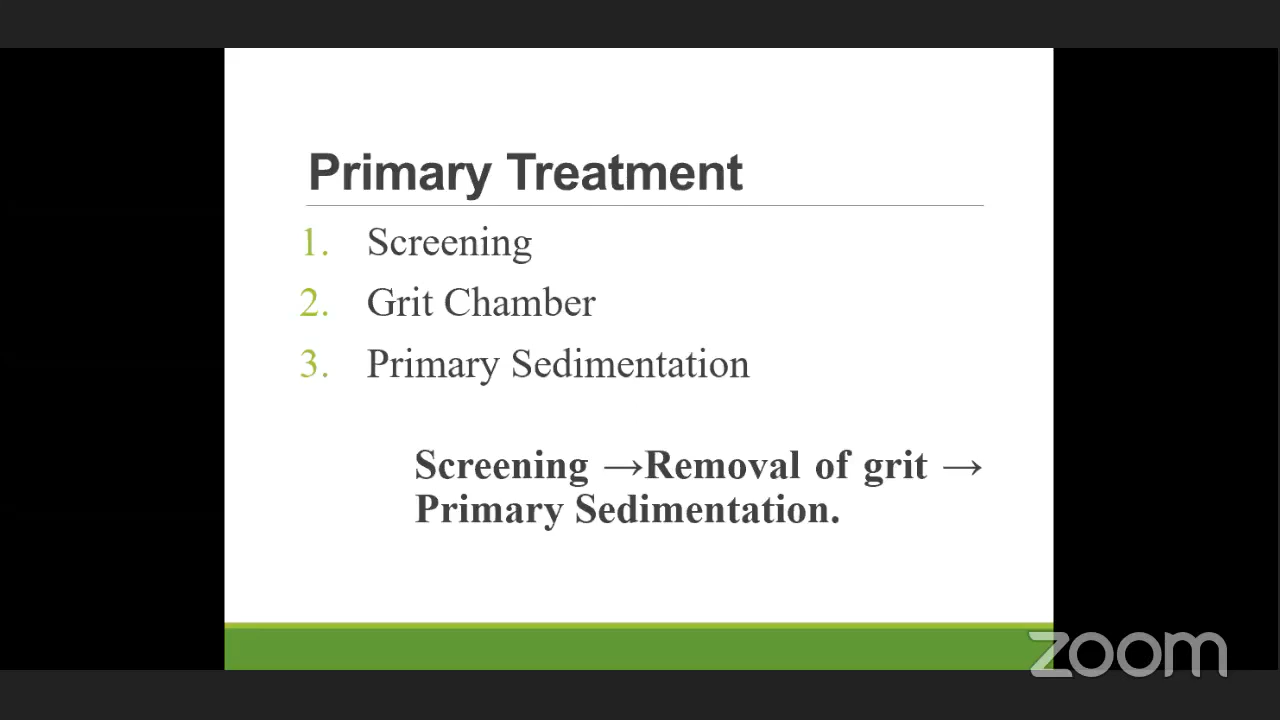 Primary Treatment
1. Screening
2. Grit Chamber
3. Primary Sedimentation
Screening →Removal of grit →
Primary Sedimentation.
zoom